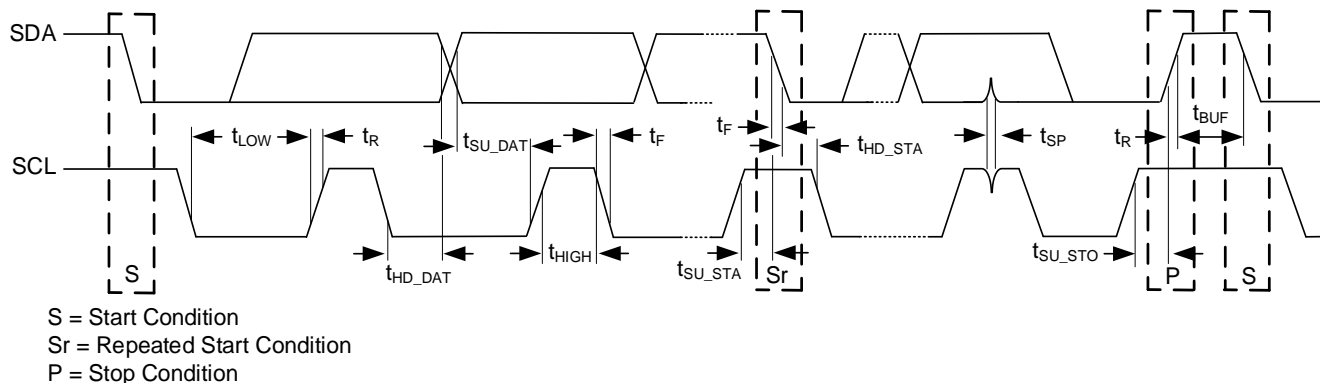 SDA
tLOW
tR
tSU_DAT
tF
tF
tHD_STA
tSP
tR
tBUF
SCL
S
tHD_DAT
tHIGH
tSU_STA
Sr
tSU_STO
P
S
S = Start Condition
Sr = Repeated Start Condition
P = Stop Condition